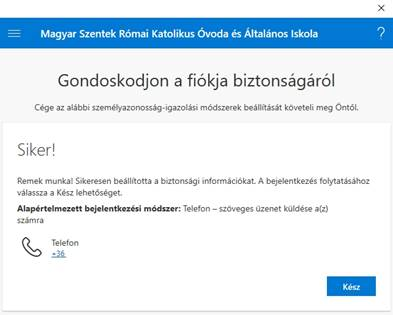 Magyar Szentek Római Katolikus Óvoda és Általános Iskola
?
Gondoskodjon a fiókja biztonságáról
Cége az alábbi személyazonosság-igazolási módszerek beállítását követeli meg Öntől.
Siker!
Remek munka! Sikeresen beállította a biztonsági információkat. A bejelentkezés folytatásához
válassza a Kész lehetőséget.
Alapértelmezett bejelentkezési módszer: Telefon – szöveges üzenet küldése a(z)
számra
Telefon
+36
Kész